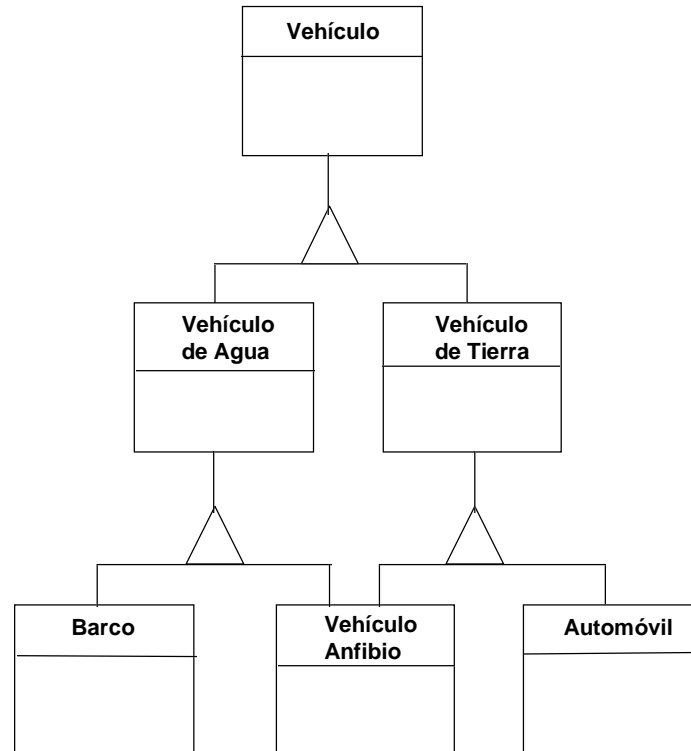 Vehículo
Vehículo
de Agua
Vehículo
de Tierra
Barco
Vehículo
Anfibio
Automóvil